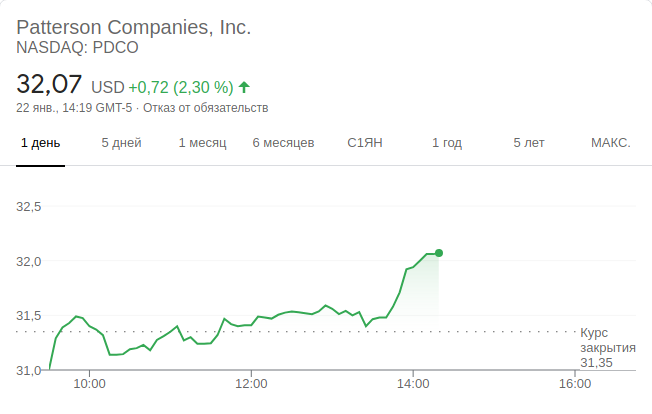 Patterson Companies, Inc.
NASDAQ: PDCO
32,07 USD +0,72 (2,30 %)
22 янв., 14:19 GMT-5 · Отказ от обязательств
1 день 5 дней 1 месяц 6 месяцев С1ЯН 1 год 5 лет МАКС.
32,5
32,0
31,5
Курс
закрытия
31,35
31,0
10:00 12:00 14:00 16:00